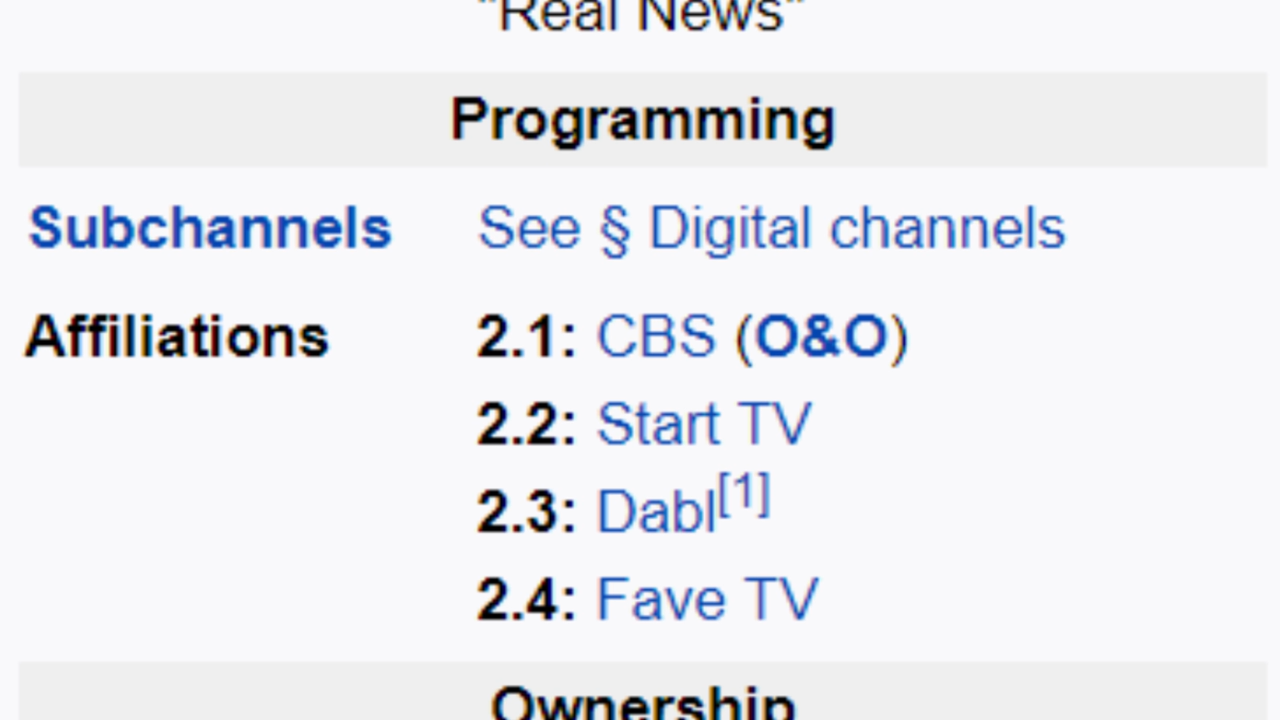 "Real News"
Programming
Subchannels See § Digital channels
Affiliations 2.1: CBS (O&O)
2.2: Start TV
2.3: Dabl[1]
2.4: Fave TV
Ownership